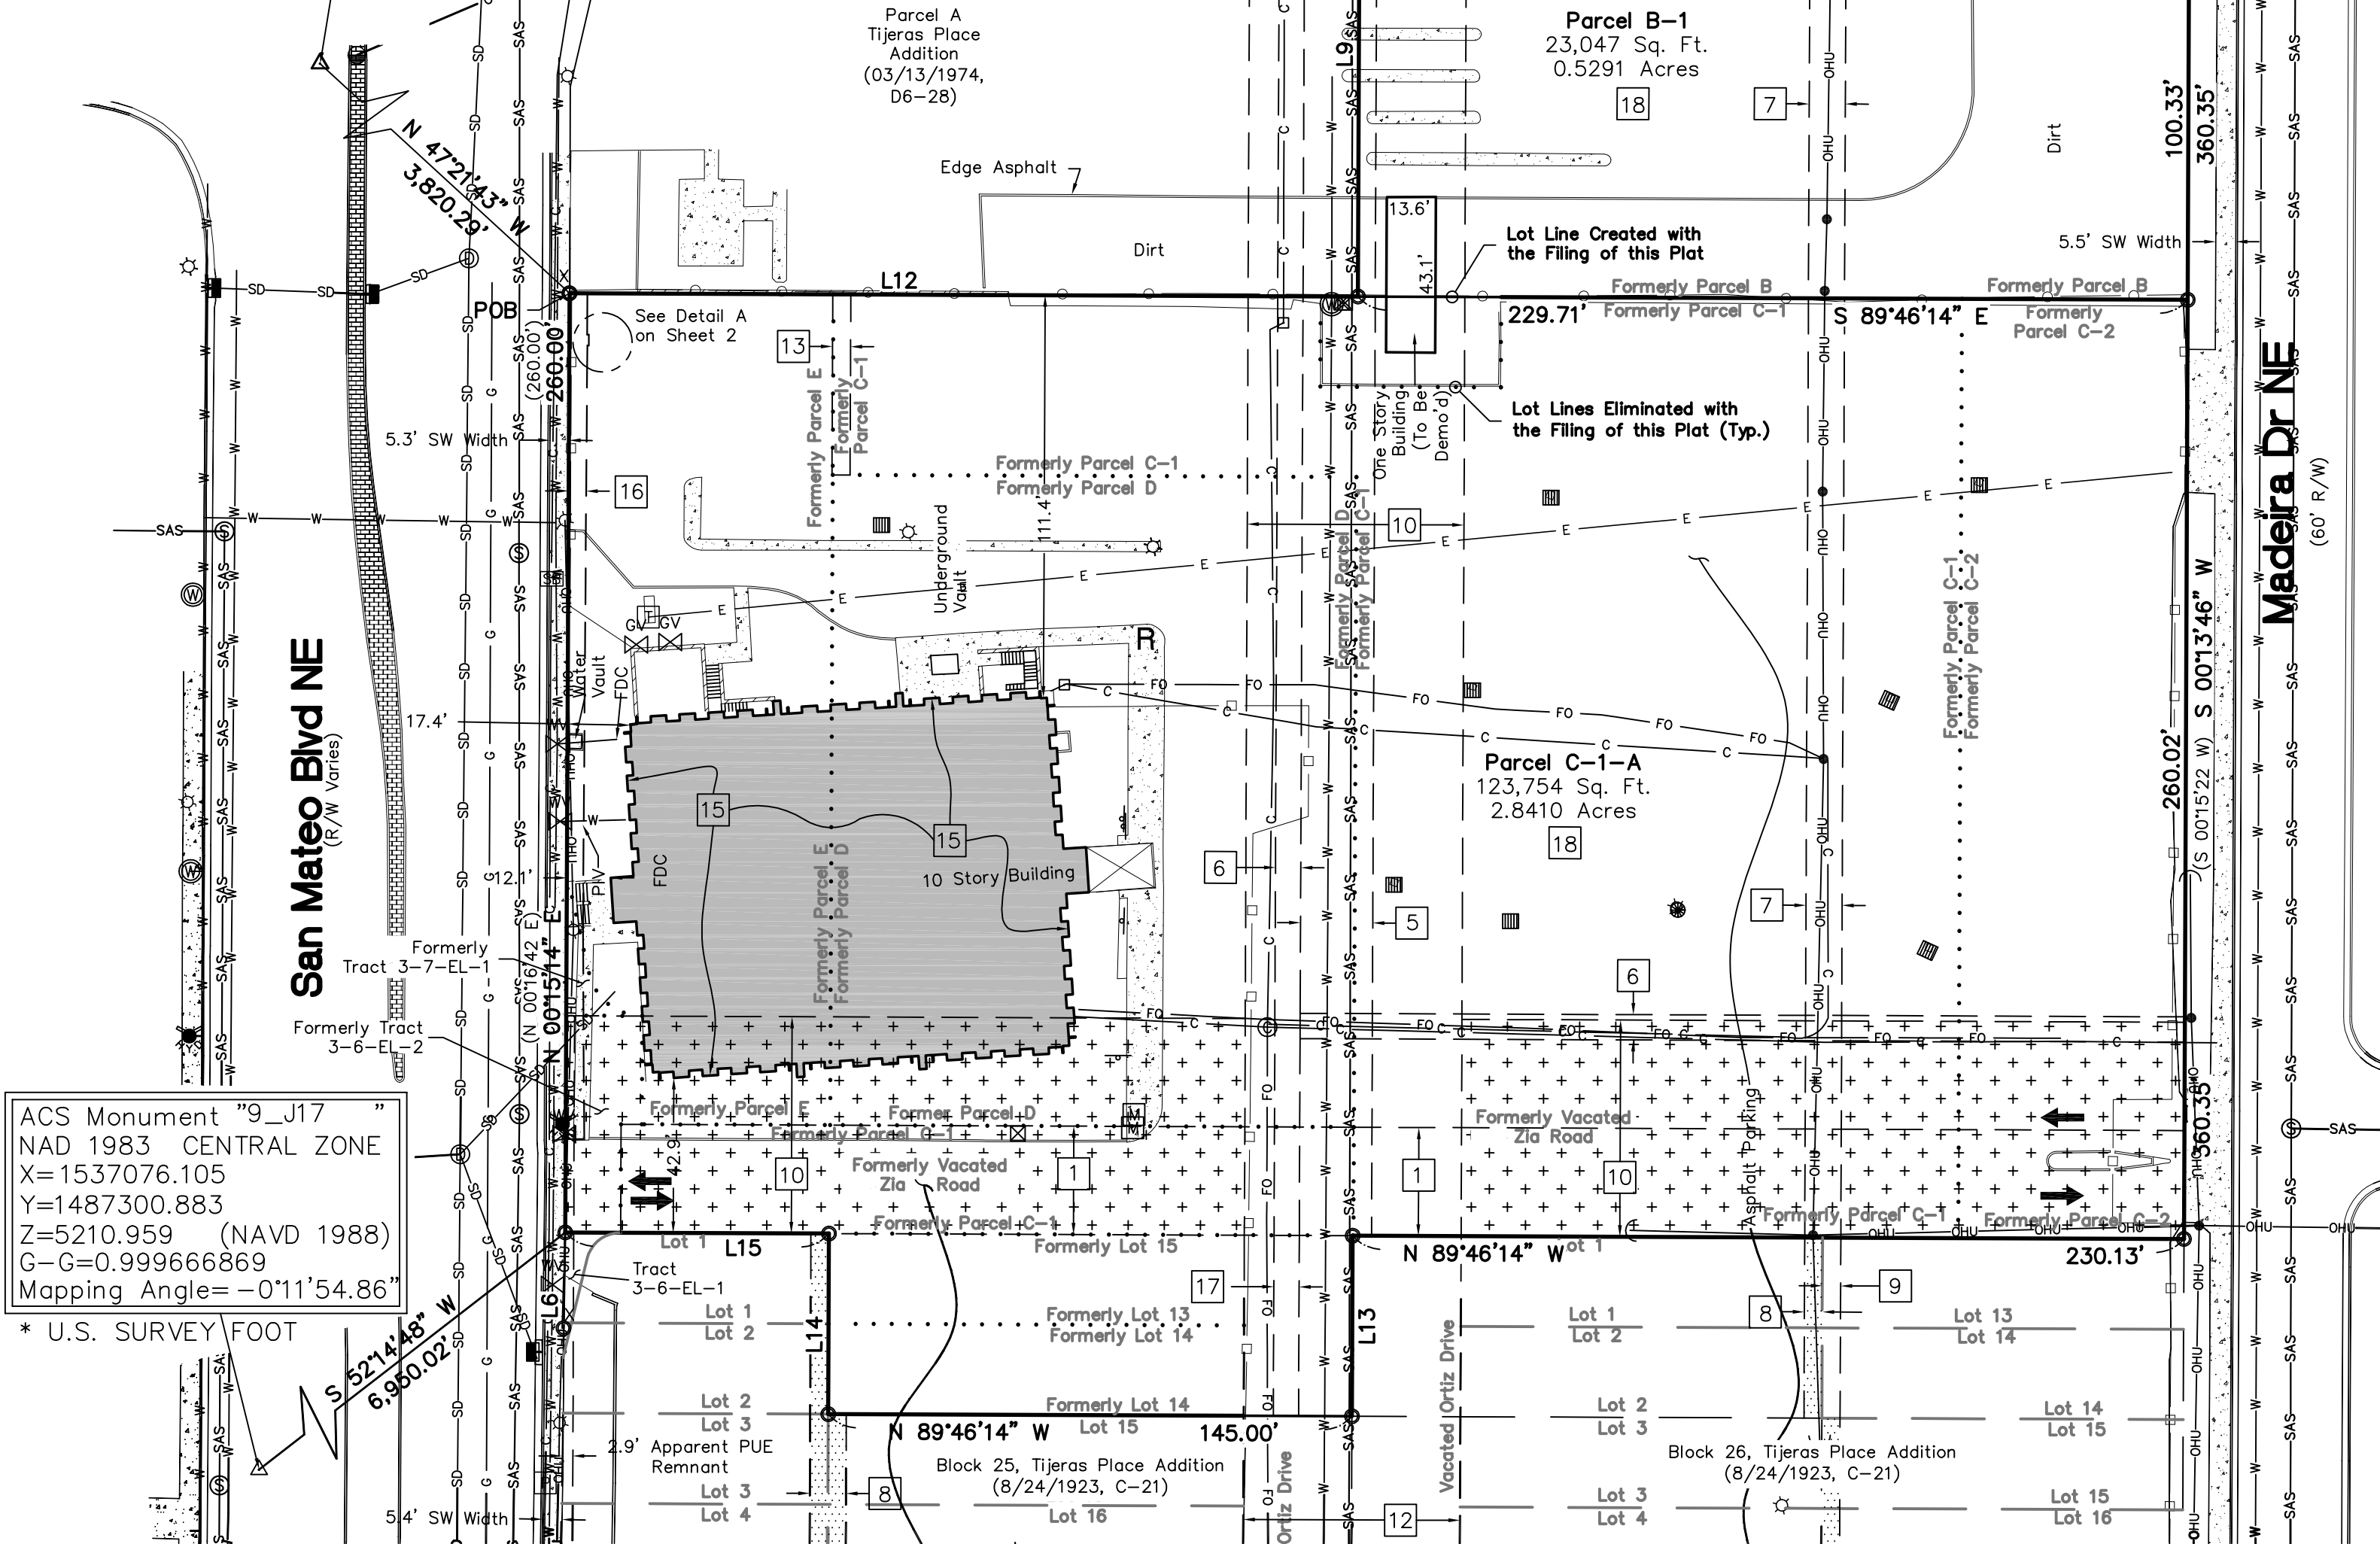 Parcel A
Tijeras Place
Addition
(03/13/1974,
D6-28)
Parcel B-1
23,047 Sq. Ft.
0.5291 Acres
18
7
L9
100.33'
360.35'
Dirt
N 47°21'43" W
3,820.29'
Edge Asphalt
13.6'
43.1'
Dirt
Lot Line Created with
the Filing of this Plat
5.5' SW Width
L12
POB
See Detail A
on Sheet 2
Formerly Parcel B
Formerly Parcel C-1
229.71'
S 89°46'14" E
Formerly Parcel B
Formerly
Parcel C-2
(260.00')
260.00'
13
Formerly Parcel E
Formerly
Parcel C-1
One Story
Building
(To Be
Demo'd)
Lot Lines Eliminated with
the Filing of this Plat (Typ.)
Madeira Dr NE
(60' R/W)
5.3' SW Width
16
Formerly Parcel C-1
Formerly Parcel D
111.4'
10
Formerly Parcel D
Formerly Parcel C-1
Underground
Vault
Formerly Parcel C-1
Formerly Parcel C-2
S 00°13'46" W
(S 00°15'22 W)
260.02'
San Mateo Blvd NE
(R/W Varies)
GV
GV
Water
Vault
FDC
R
17.4'
15
15
10 Story Building
FDC
PIV
12.1'
Formerly Parcel E
Formerly Parcel D
Parcel C-1-A
123,754 Sq. Ft.
2.8410 Acres
18
6
5
7
6
Formerly
Tract 3-7-EL-1
(N 00°16'42 E)
N 00°15'14" E
Formerly Tract
3-6-EL-2
Formerly Parcel E
Former Parcel D
Formerly Parcel C-1
42.9'
10
1
Formerly Vacated
Zia Road
Formerly Vacated
Zia Road
1
10
Asphalt Parking
360.35'
ACS Monument "9_J17 "
NAD 1983 CENTRAL ZONE
X=1537076.105
Y=1487300.883
Z=5210.959 (NAVD 1988)
G-G=0.999666869
Mapping Angle= -0°11'54.86"
* U.S. SURVEY FOOT
Formerly Parcel C-1
Formerly Parcel C-1
Formerly Parcel C-2
Lot 1
L15
Formerly Lot 15
N 89°46'14" W
230.13'
Tract
3-6-EL-1
L6
17
8
9
Lot 1
Lot 2
L14
Formerly Lot 13
Formerly Lot 14
L13
Lot 1
Lot 2
Lot 13
Lot 14
S 52°14'48" W
6,950.02'
Vacated Ortiz Drive
Lot 2
Lot 3
Formerly Lot 14
Lot 15
N 89°46'14" W
145.00'
Lot 2
Lot 3
Lot 14
Lot 15
2.9' Apparent PUE
Remnant
Block 25, Tijeras Place Addition
(8/24/1923, C-21)
Block 26, Tijeras Place Addition
(8/24/1923, C-21)
Ortiz Drive
Lot 3
Lot 4
8
Lot 16
12
Lot 3
Lot 4
Lot 15
Lot 16
5.4' SW Width